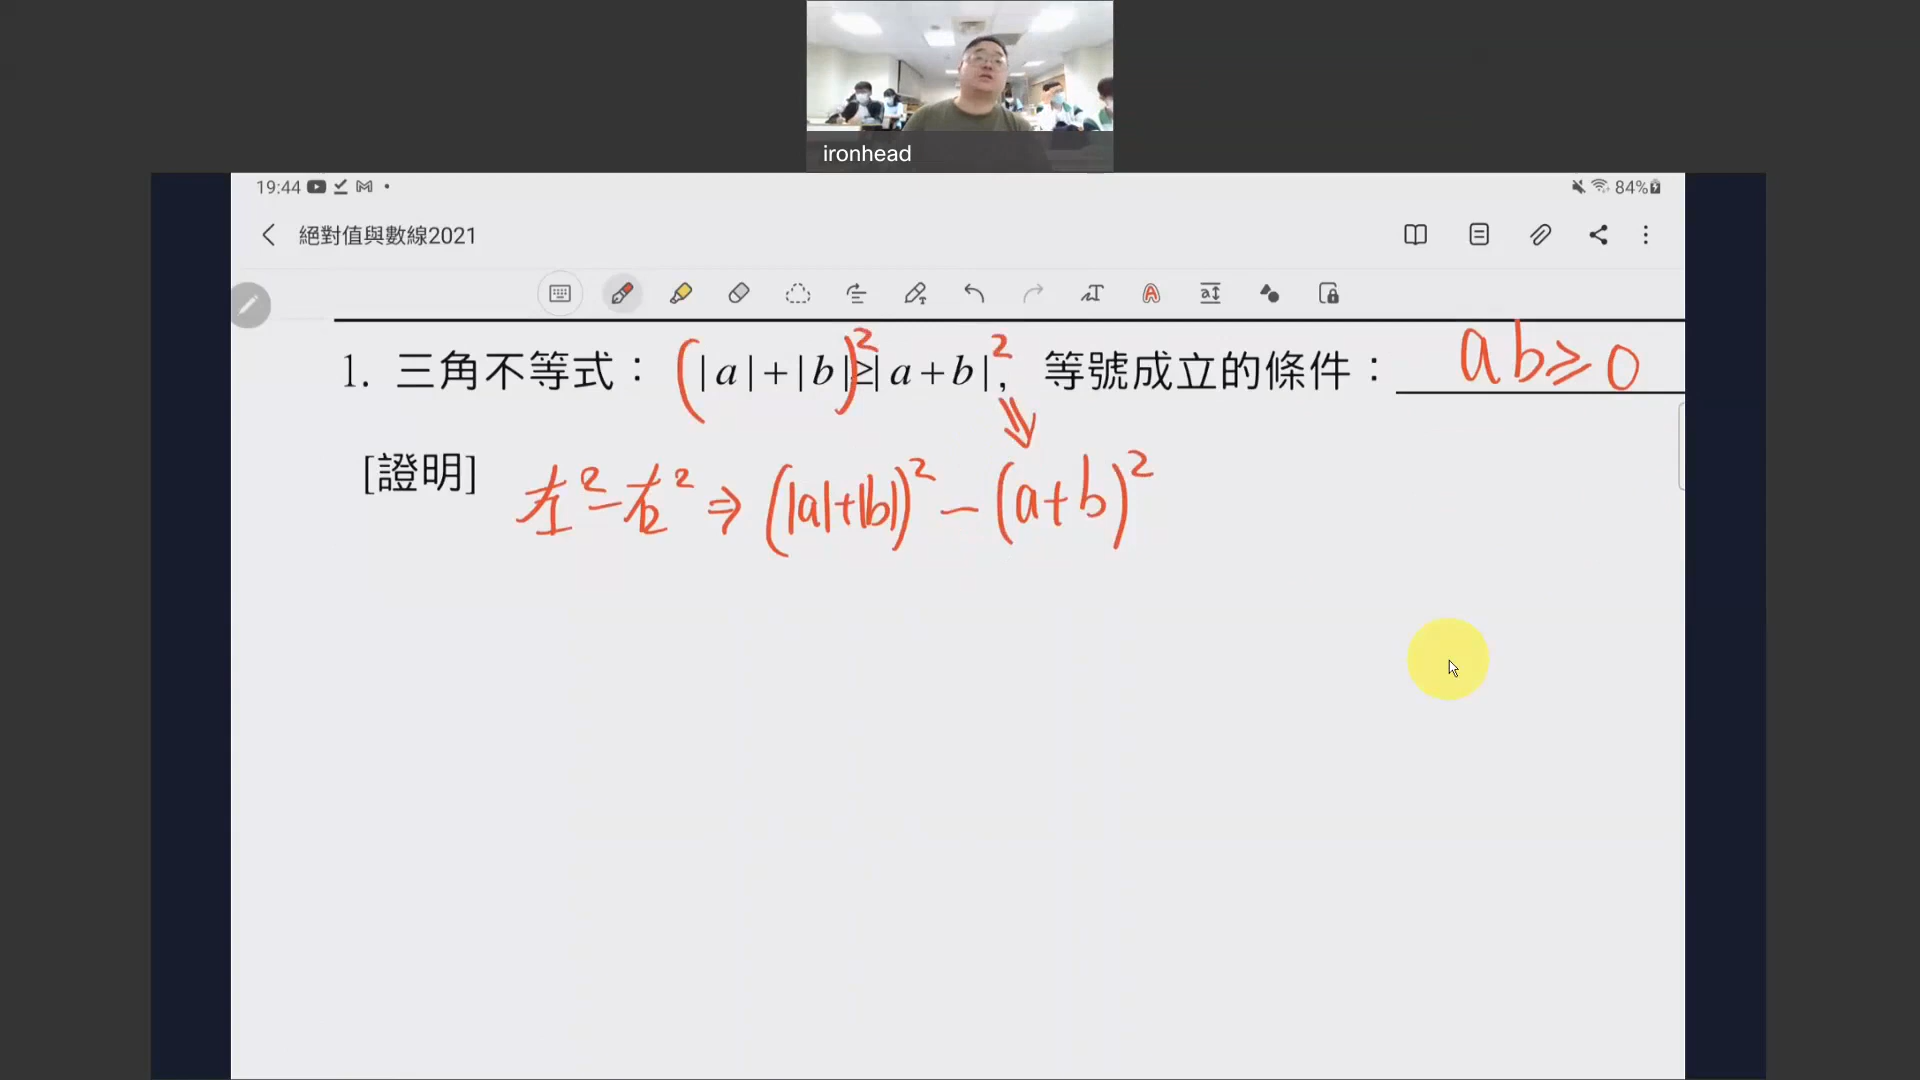 ironhead
19:44
84%
絕對值與數線2021
1. 三角不等式：(|a|+|b|)²≥|a+b|², 等號成立的條件：ab≥0
[證明] 左²-右² ⇒ (|a|+|b|)² - (a+b)²